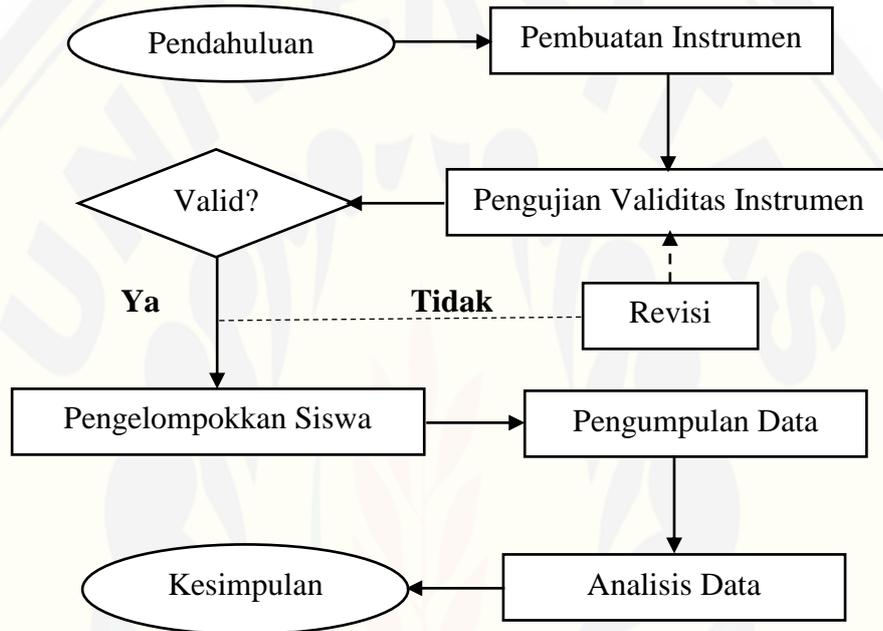 Pendahuluan
Pembuatan Instrumen
Valid?
Pengujian Validitas Instrumen
Ya
Tidak
Revisi
Pengelompokkan Siswa
Pengumpulan Data
Kesimpulan
Analisis Data